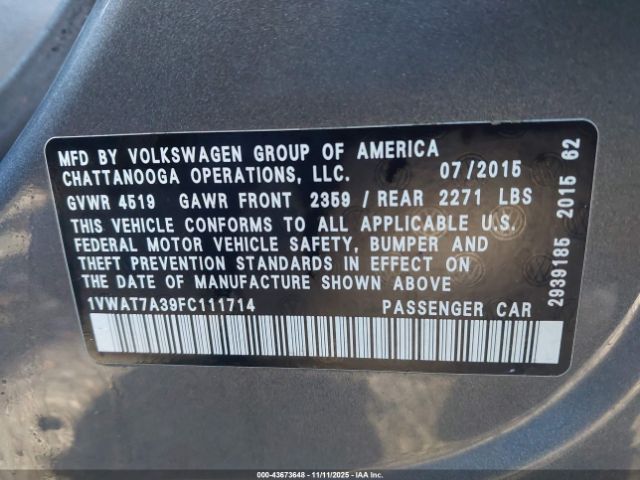 MFD BY VOLKSWAGEN GROUP OF AMERICA
CHATTANOOGA OPERATIONS, LLC. 07/2015
GVWR 4519 GAWR FRONT 2359 / REAR 2271 LBS
THIS VEHICLE CONFORMS TO ALL APPLICABLE U.S.
FEDERAL MOTOR VEHICLE SAFETY, BUMPER AND
THEFT PREVENTION STANDARDS IN EFFECT ON
THE DATE OF MANUFACTURE SHOWN ABOVE
1VWAT7A39FC111714 PASSENGER CAR
2939185 2015 62
000-43673648 - 11/11/2025 - IAAI Inc.